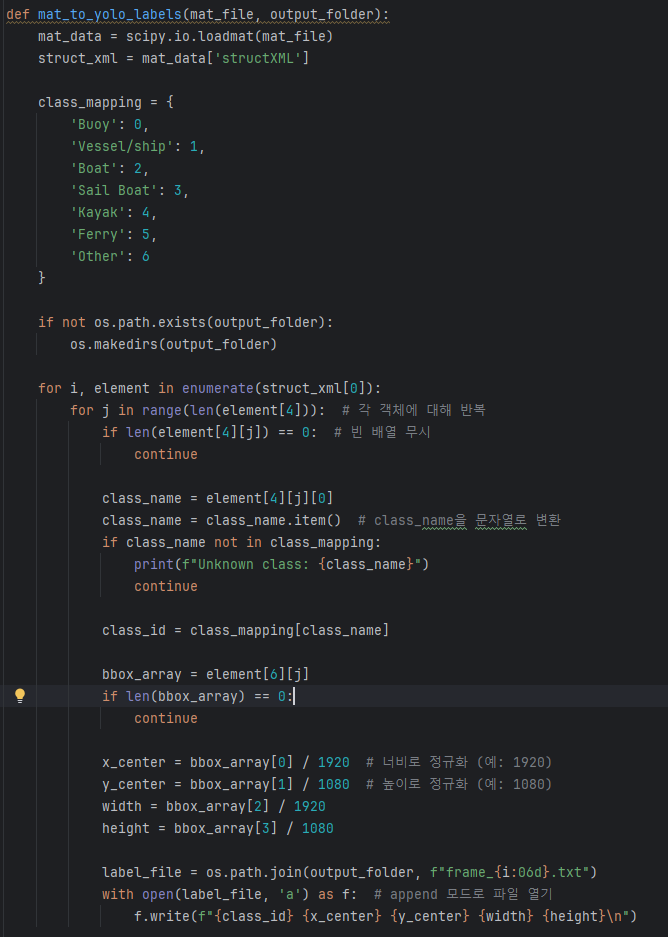 def mat_to_yolo_labels(mat_file, output_folder):
    mat_data = scipy.io.loadmat(mat_file)
    struct_xml = mat_data['structXML']

    class_mapping = {
        'Buoy': 0,
        'Vessel/ship': 1,
        'Boat': 2,
        'Sail Boat': 3,
        'Kayak': 4,
        'Ferry': 5,
        'Other': 6
    }

    if not os.path.exists(output_folder):
        os.makedirs(output_folder)

    for i, element in enumerate(struct_xml[0]):
        for j in range(len(element[4])):  # 각 객체에 대해 반복
            if len(element[4][j]) == 0:  # 빈 배열 무시
                continue

            class_name = element[4][j][0]
            class_name = class_name.item()  # class_name을 문자열로 변환
            if class_name not in class_mapping:
                print(f"Unknown class: {class_name}")
                continue

            class_id = class_mapping[class_name]

            bbox_array = element[6][j]
            if len(bbox_array) == 0:
                continue

            x_center = bbox_array[0] / 1920  # 너비로 정규화 (예: 1920)
            y_center = bbox_array[1] / 1080  # 높이로 정규화 (예: 1080)
            width = bbox_array[2] / 1920
            height = bbox_array[3] / 1080

            label_file = os.path.join(output_folder, f"frame_{i:06d}.txt")
            with open(label_file, 'a') as f:  # append 모드로 파일 열기
                f.write(f"{class_id} {x_center} {y_center} {width} {height}\n")